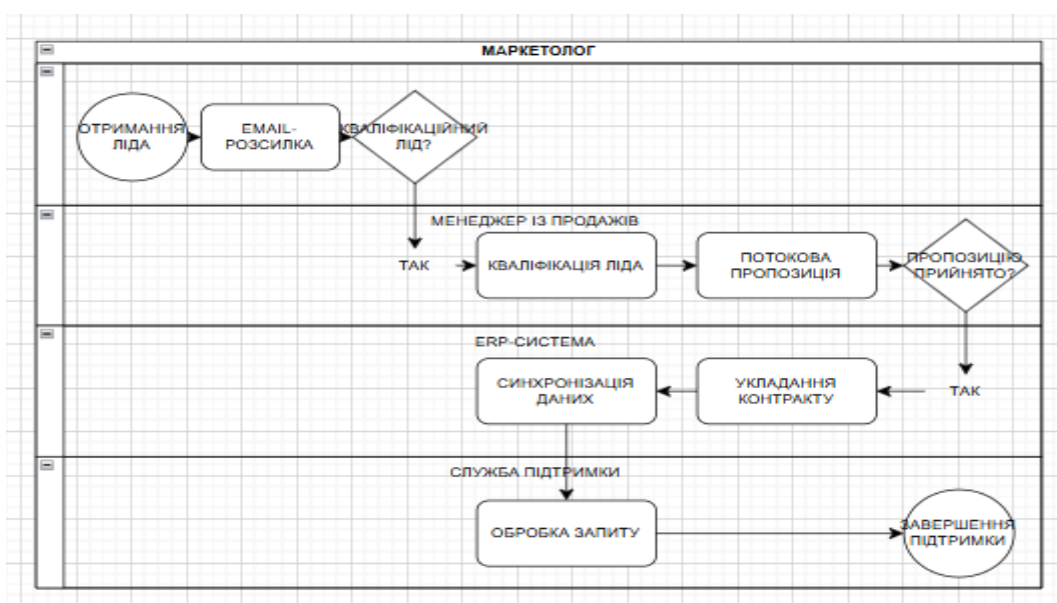 МАРКЕТОЛОГ
ОТРИМАННЯ
ЛІДА
EMAIL-
РОЗСИЛКА
КВАЛІФІКАЦІЙНИЙ
ЛІД?
МЕНЕДЖЕР ІЗ ПРОДАЖІВ
ТАК
КВАЛІФІКАЦІЯ ЛІДА
ПОТОКОВА
ПРОПОЗИЦІЯ
ПРОПОЗИЦІЮ
ПРИЙНЯТО?
ERP-СИСТЕМА
СИНХРОНІЗАЦІЯ
ДАНИХ
УКЛАДАННЯ
КОНТРАКТУ
ТАК
СЛУЖБА ПІДТРИМКИ
ОБРОБКА ЗАПИТУ
ЗАВЕРШЕННЯ
ПІДТРИМКИ